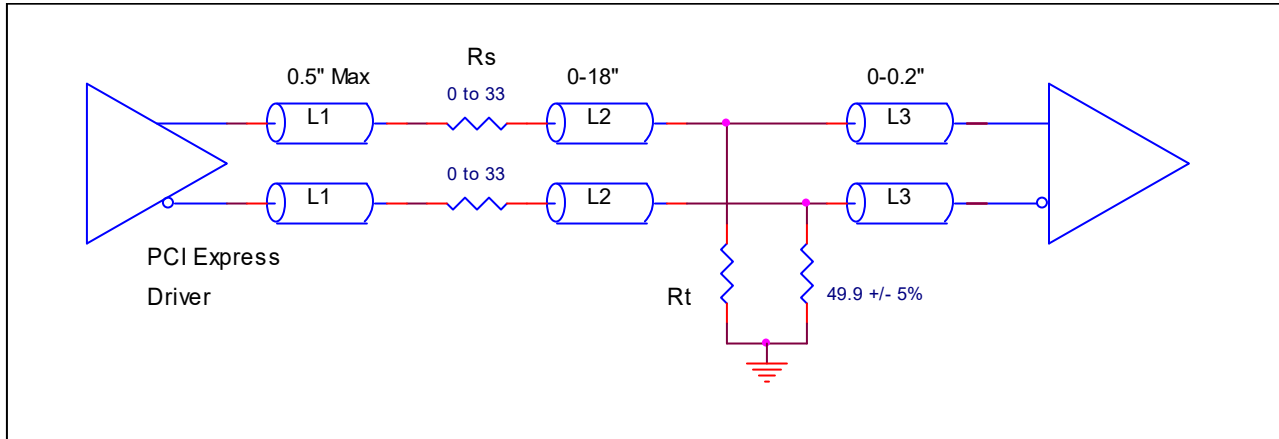 Rs
0.5" Max
0-18"
0-0.2"
0 to 33
L1
L2
L3
0 to 33
L1
L2
L3
PCI Express
Driver
Rt
49.9 +/- 5%